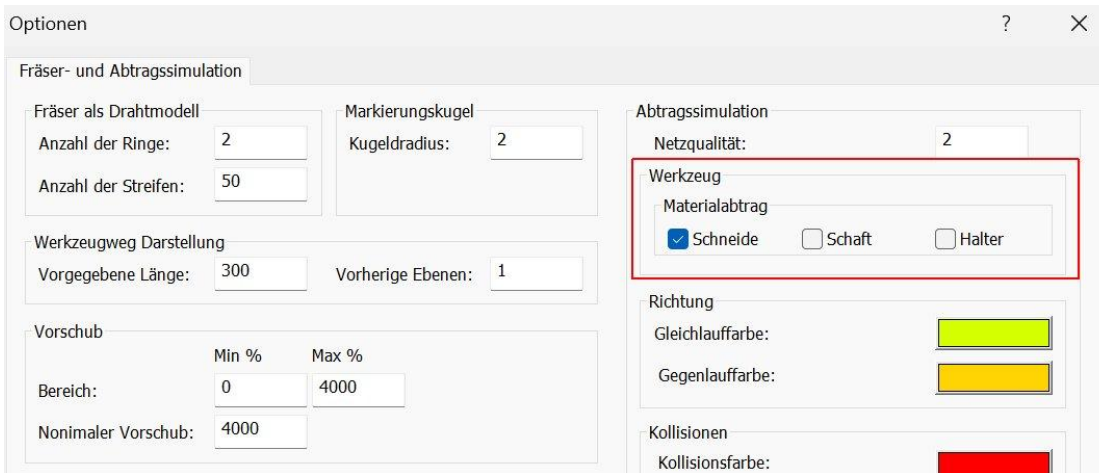 Optionen
?
Fräser- und Abtragssimulation
Fräser als Drahtmodell
Anzahl der Ringe: 2
Anzahl der Streifen: 50
Markierungskugel
Kugeldradius: 2
Werkzeugweg Darstellung
Vorgegebene Länge: 300 Vorherige Ebenen: 1
Vorschub
Min % Max %
Bereich: 0 4000
Nonimaler Vorschub: 4000
Abtragssimulation
Netzqualität: 2
Werkzeug
Materialabtrag
Schneide Schaft Halter
Richtung
Gleichlauffarbe:
Gegenlauffarbe:
Kollisionen
Kollisionsfarbe: